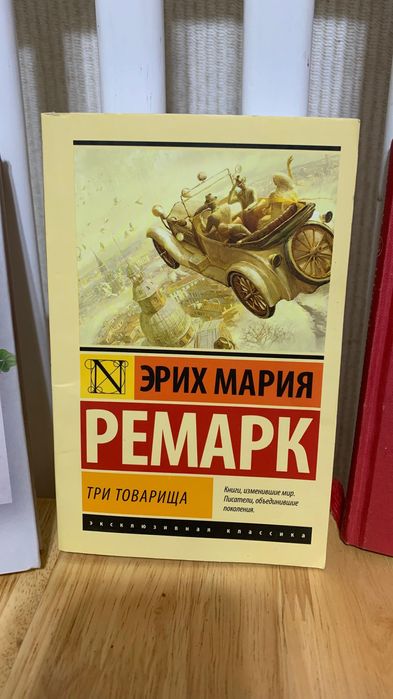 N
ЭРИХ МАРИЯ
РЕМАРК
ТРИ ТОВАРИЩА
Книги, изменившие мир.
Писатели, объединившие
поколения.
эксклюзивная классика